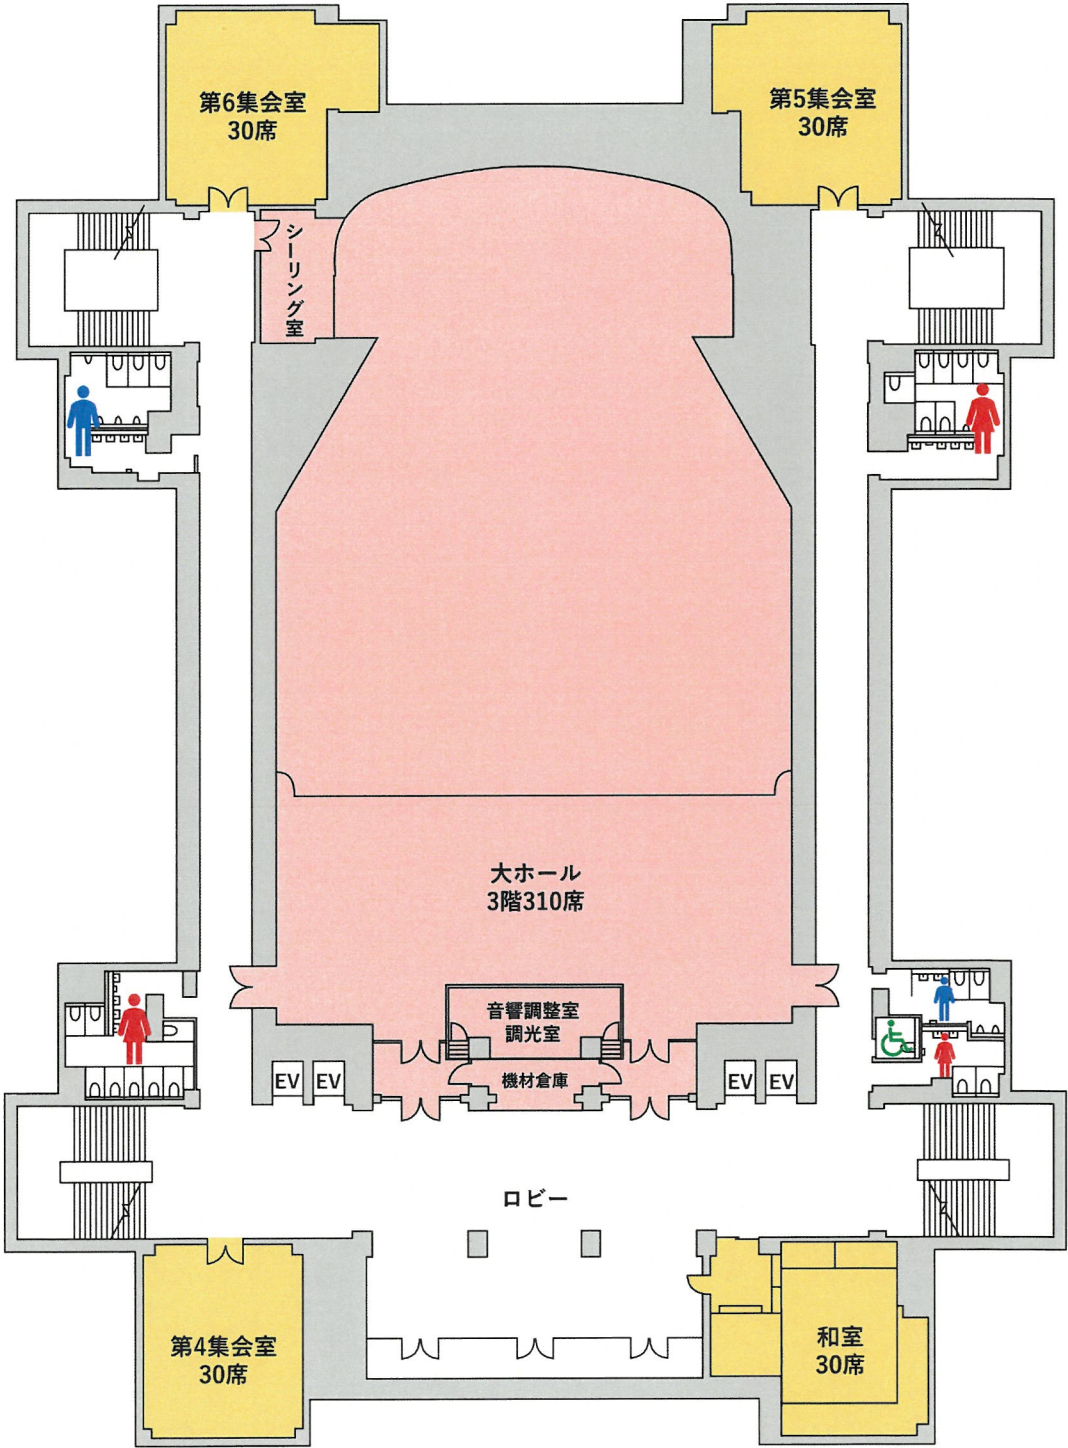 第6集会室
30席
第5集会室
30席
シーリング室
大ホール
3階310席
音響調整室
調光室
機材倉庫
EV
EV
EV
EV
ロビー
第4集会室
30席
和室
30席